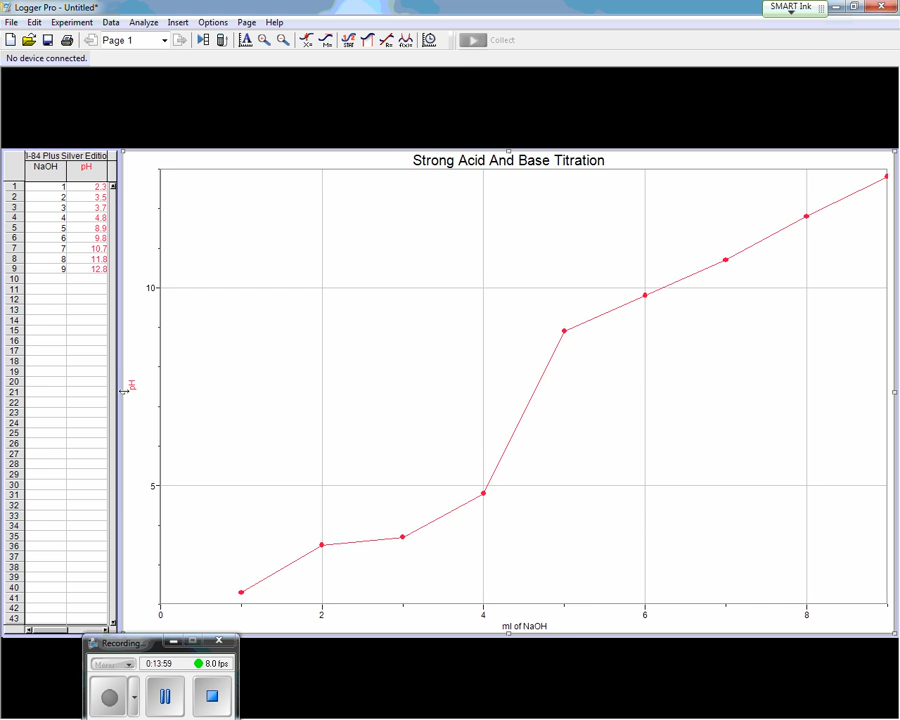 Logger Pro - Untitled*
SMART Ink
File Edit Experiment Data Analyze Insert Options Page Help
Page 1
Collect
No device connected.
I-84 Plus Silver Editio
NaOH pH
1 1 2.3
2 2 3.5
3 3 3.7
4 4 4.8
5 5 8.9
6 6 9.8
7 7 10.7
8 8 11.8
9 9 12.8
10
11
12
13
14
15
16
17
18
19
20
21
22
23
24
25
26
27
28
29
30
31
32
33
34
35
36
37
38
39
40
41
42
43
Strong Acid And Base Titration
10
pH
5
0 2 4 6 8
ml of NaOH
Recording...
0:13:59 8.0 fps